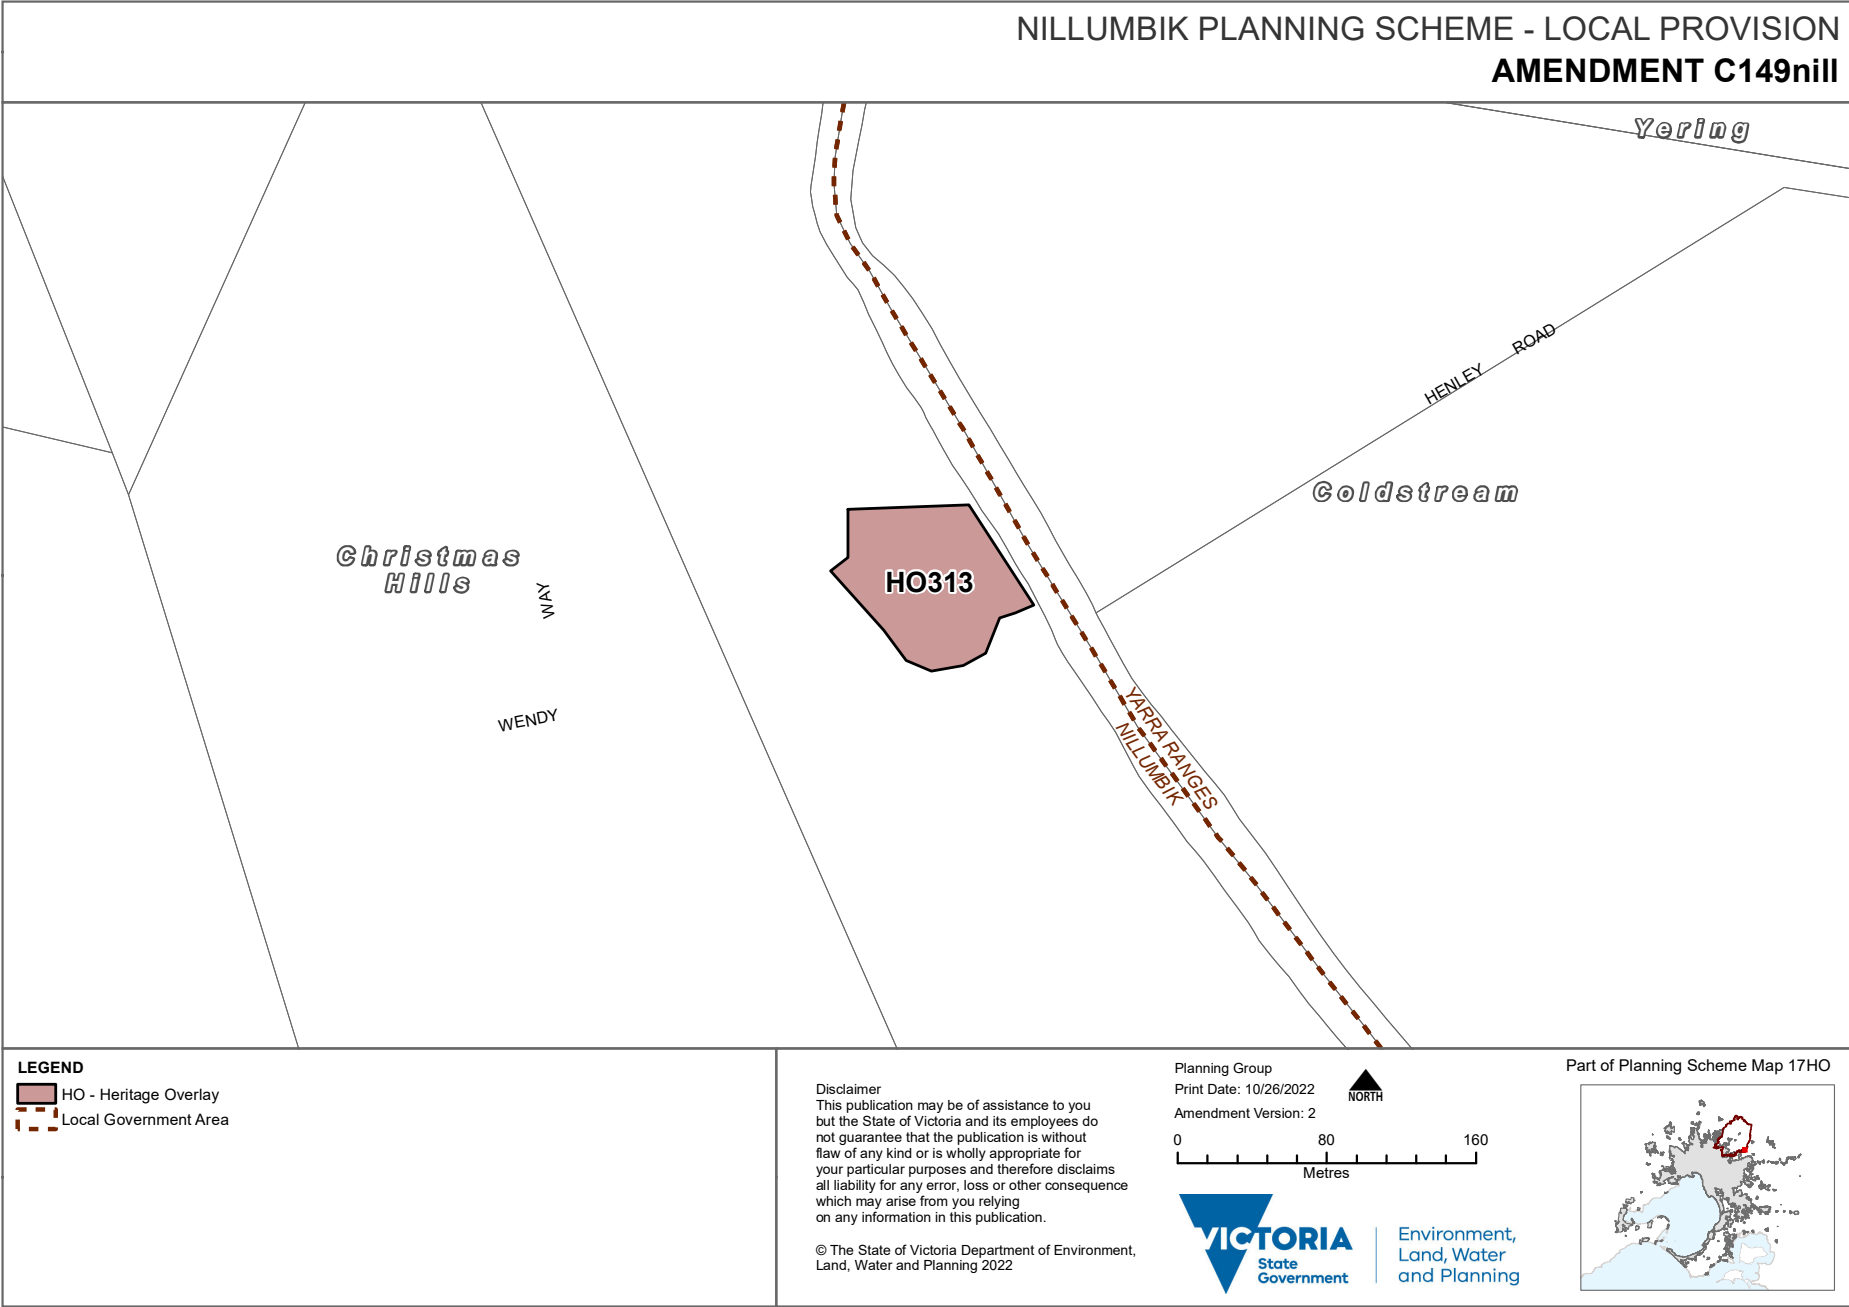 NILLUMBIK PLANNING SCHEME - LOCAL PROVISION
AMENDMENT C149nill
Yering
HENLEY ROAD
Coldstream
Christmas
Hills
WAY
WENDY
HO313
YARRA RANGES
NILLUMBIK
LEGEND
HO - Heritage Overlay
Local Government Area
Disclaimer
This publication may be of assistance to you
but the State of Victoria and its employees do
not guarantee that the publication is without
flaw of any kind or is wholly appropriate for
your particular purposes and therefore disclaims
all liability for any error, loss or other consequence
which may arise from you relying
on any information in this publication.
© The State of Victoria Department of Environment,
Land, Water and Planning 2022
Planning Group
Print Date: 10/26/2022
Amendment Version: 2
NORTH
0 80 160
Metres
VICTORIA
State
Government
Environment,
Land, Water
and Planning
Part of Planning Scheme Map 17HO